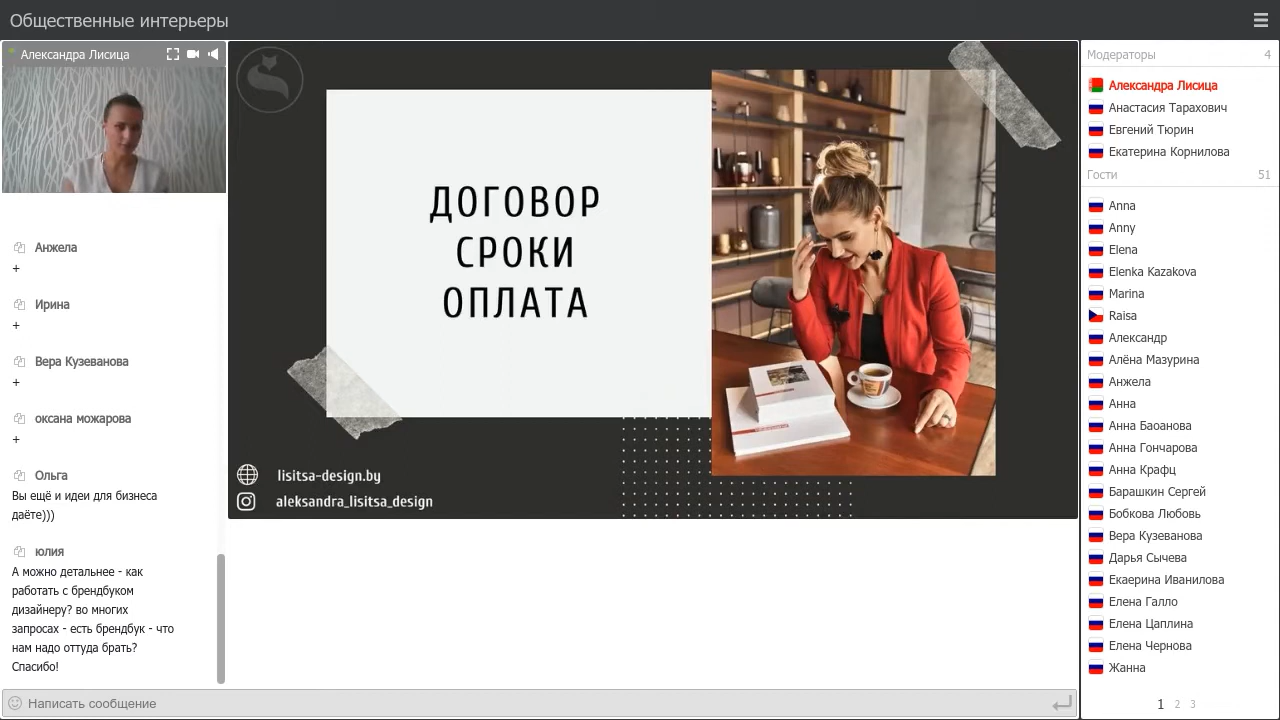 Общественные интерьеры
Александра Лисица
Анжела
+
Ирина
+
Вера Кузеванова
+
оксана можарова
+
Ольга
Вы ещё и идеи для бизнеса
даёте)))
юлия
А можно детальнее - как
работать с брендбуком
дизайнеру? во многих
запросах - есть брендбук - что
нам надо оттуда брать?
Спасибо!
Написать сообщение
ДОГОВОР
СРОКИ
ОПЛАТА
lisitsa-design.by
aleksandra_lisitsa_design
Модераторы 4
Александра Лисица
Анастасия Тарахович
Евгений Тюрин
Екатерина Корнилова
Гости 51
Anna
Anny
Elena
Elenka Kazakova
Marina
Raisa
Александр
Алёна Мазурина
Анжела
Анна
Анна Баоанова
Анна Гончарова
Анна Крафц
Барашкин Сергей
Бобкова Любовь
Вера Кузеванова
Дарья Сычева
Екаерина Иванилова
Елена Галло
Елена Цаплина
Елена Чернова
Жанна
1 2 3